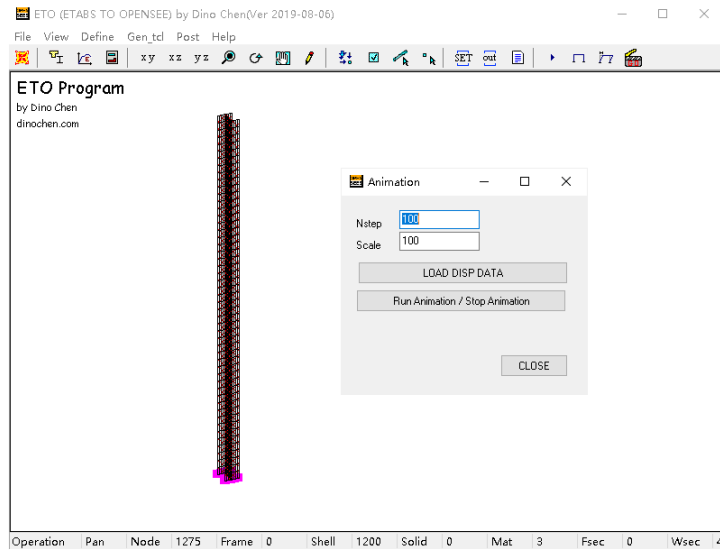 ETO (ETABS TO OPENSEE) by Dino Chen(Ver 2019-08-06)
File View Define Gen_tcl Post Help
xy xz yz SET out
ETO Program
by Dino Chen
dinochen.com
Animation
Nstep 100
Scale 100
LOAD DISP DATA
Run Animation / Stop Animation
CLOSE
Operation Pan Node 1275 Frame 0 Shell 1200 Solid 0 Mat 3 Fsec 0 Wsec